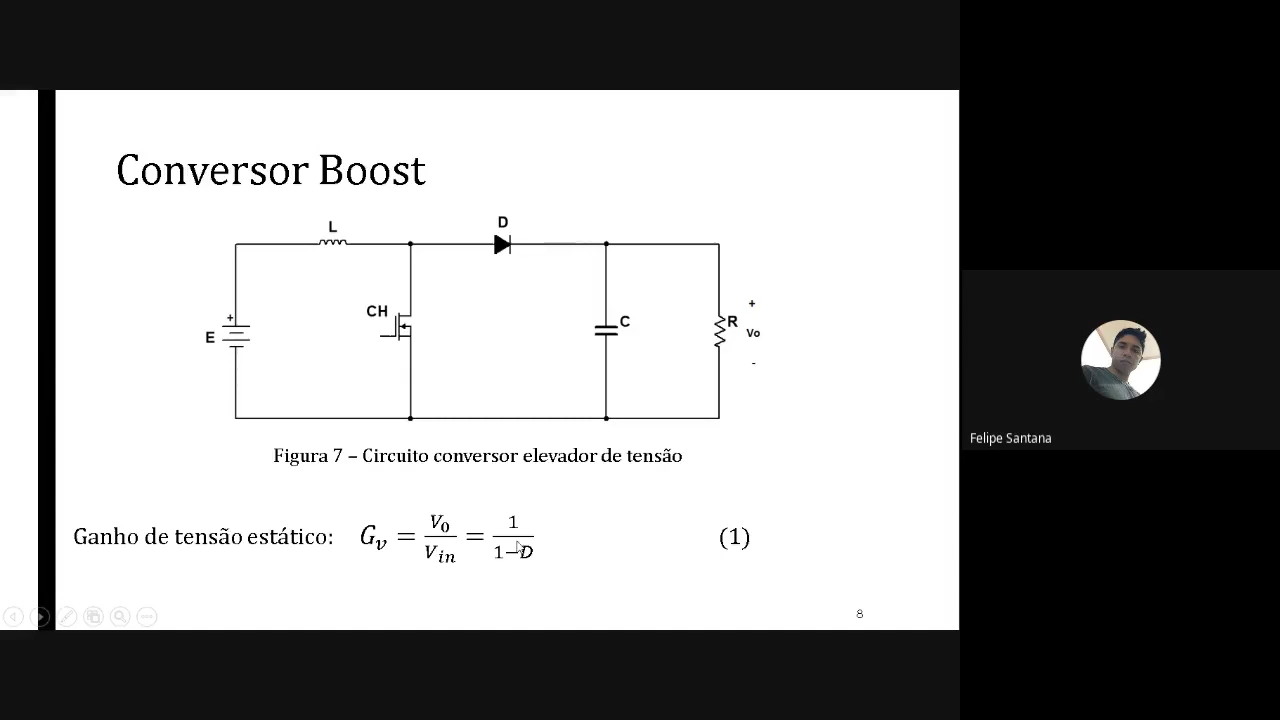 Conversor Boost
L
D
CH
+
E
C
R
+
Vo
-
Figura 7 – Circuito conversor elevador de tensão
Ganho de tensão estático: G_v = V_0/V_in = 1/(1−D) (1)
8
Felipe Santana